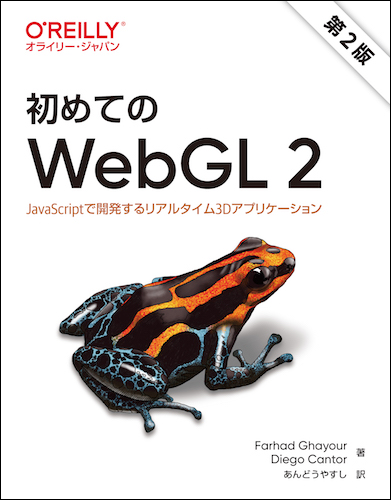 O'REILLY®
オライリー・ジャパン
第2版
初めての
WebGL 2
JavaScriptで開発するリアルタイム3Dアプリケーション
Farhad Ghayour
Diego Cantor 著
あんどうやすし 訳